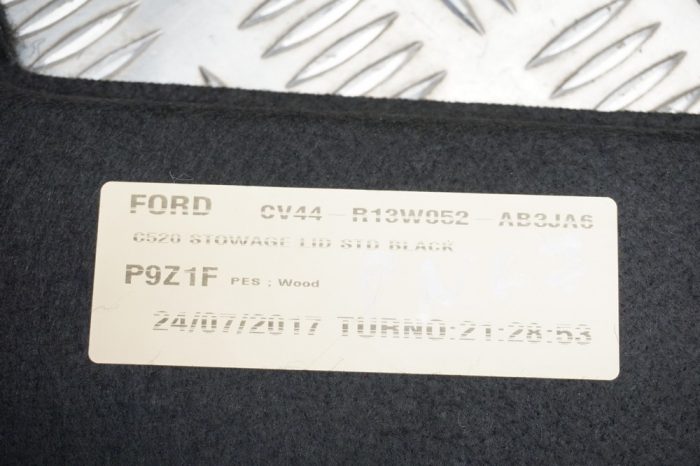 FORD CV44-R13W052-AB3JA6
C520 STOWAGE LID STD BLACK
P9Z1F PES ; Wood
24/07/2017 TURNO:21:28:53